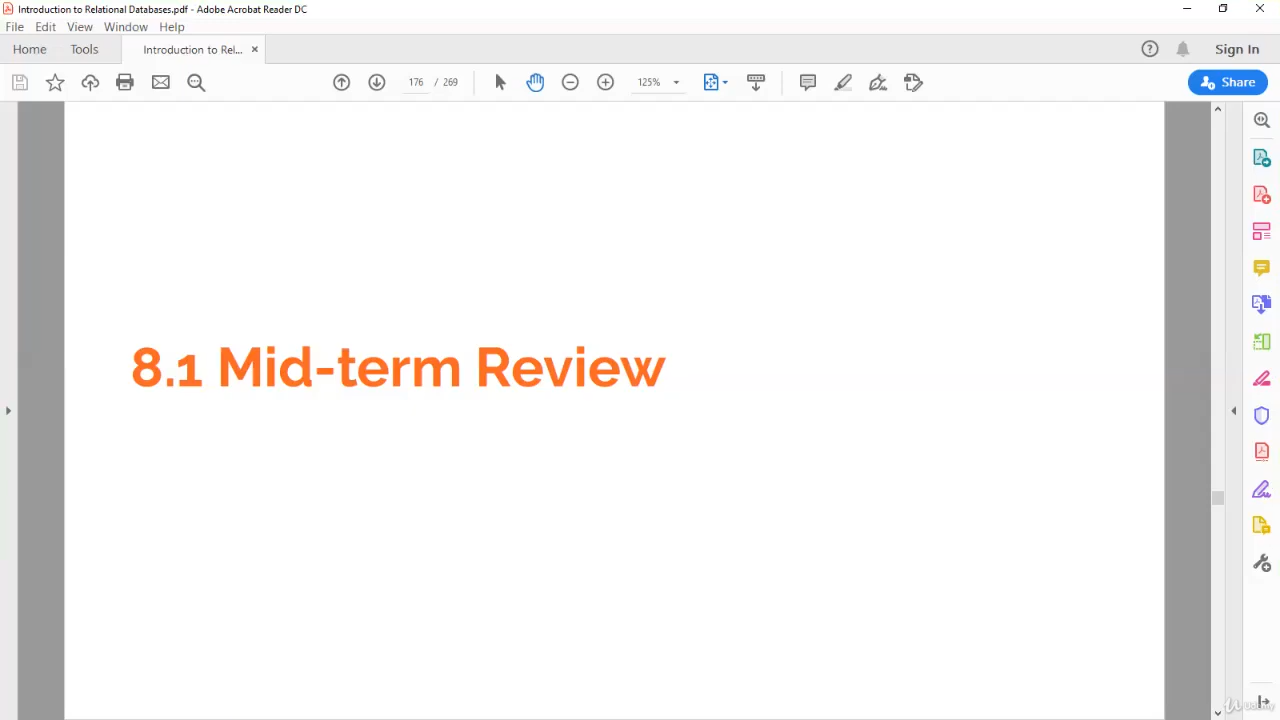 Introduction to Relational Databases.pdf - Adobe Acrobat Reader DC
File Edit View Window Help
Home Tools Introduction to Rel... × Sign In
176 / 269 125% Share
8.1 Mid-term Review
Udemy